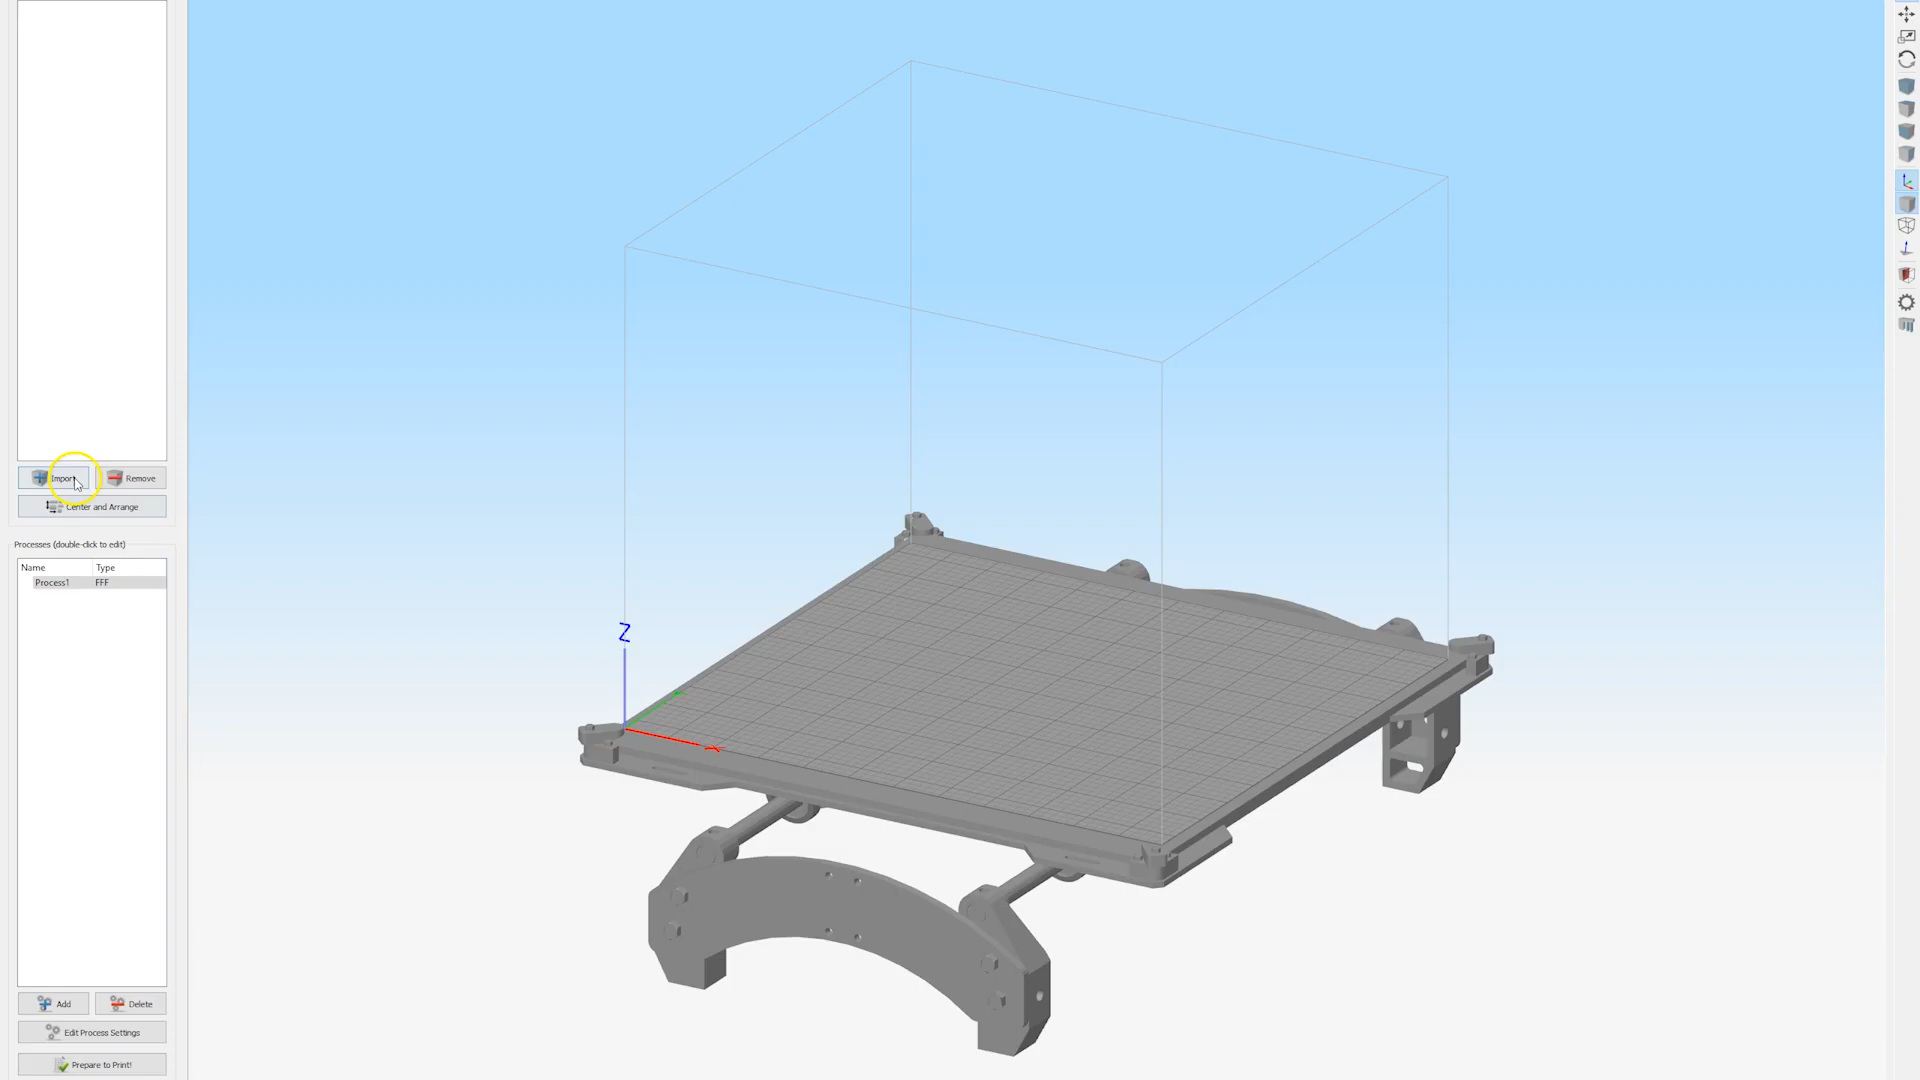 Import
Remove
Center and Arrange
Processes (double-click to edit)
Name Type
Process1 FFF
Z
Add
Delete
Edit Process Settings
Prepare to Print!